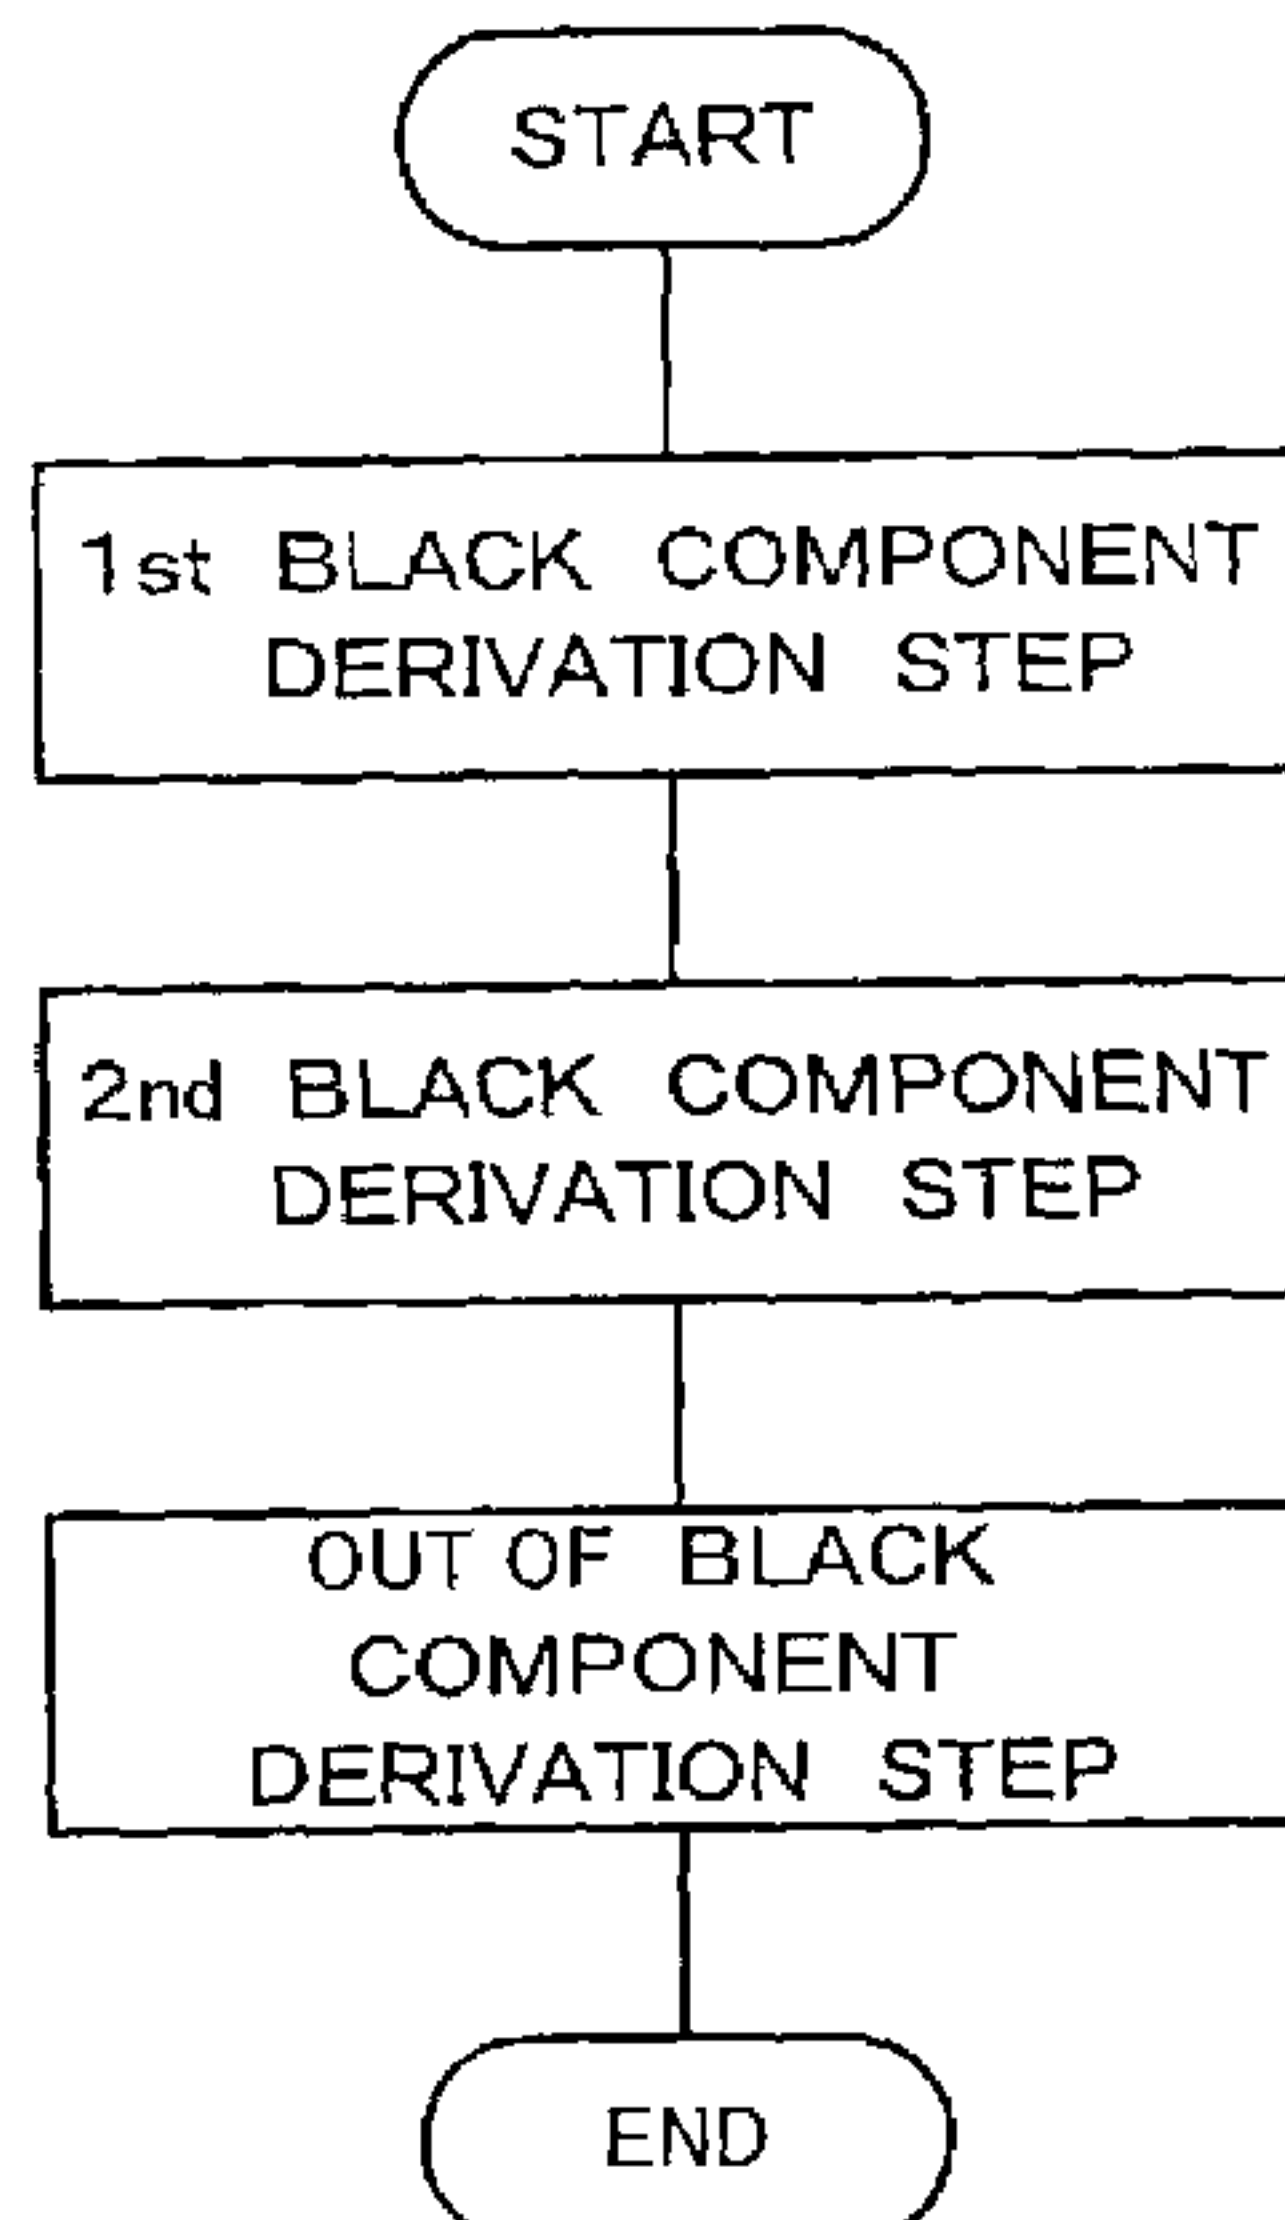 START
1st BLACK COMPONENT
DERIVATION STEP
2nd BLACK COMPONENT
DERIVATION STEP
OUT OF BLACK
COMPONENT
DERIVATION STEP
END